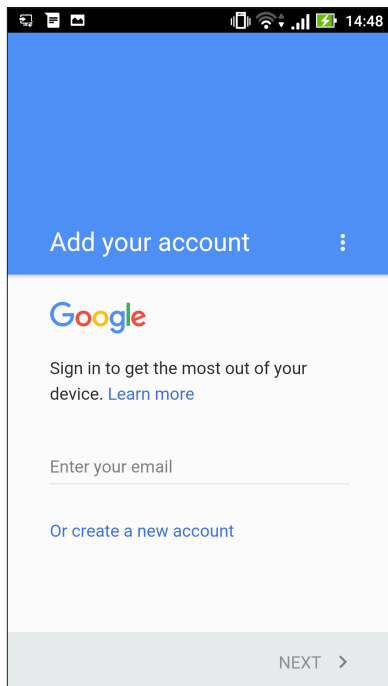 14:48
Add your account
Google
Sign in to get the most out of your
device. Learn more
Enter your email
Or create a new account
NEXT